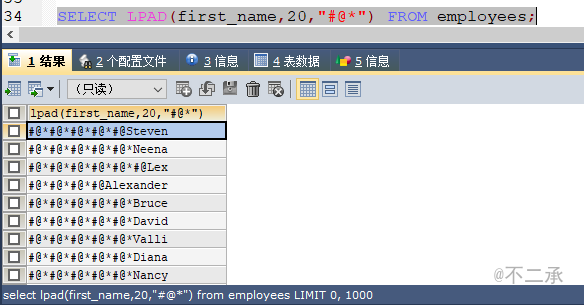 34 SELECT LPAD(first_name,20,"#@*") FROM employees;
1 结果 2 个配置文件 3 信息 4 表数据 5 信息
(只读)
lpad(first_name,20,"#@*")
#@*#@*#@*#@*#@Steven
#@*#@*#@*#@*#@*Neena
#@*#@*#@*#@*#@*#@Lex
#@*#@*#@*#@Alexander
#@*#@*#@*#@*#@*Bruce
#@*#@*#@*#@*#@*David
#@*#@*#@*#@*#@*Valli
#@*#@*#@*#@*#@*Diana
#@*#@*#@*#@*#@*Nancy
@不二承
select lpad(first_name,20,"#@*") from employees LIMIT 0, 1000